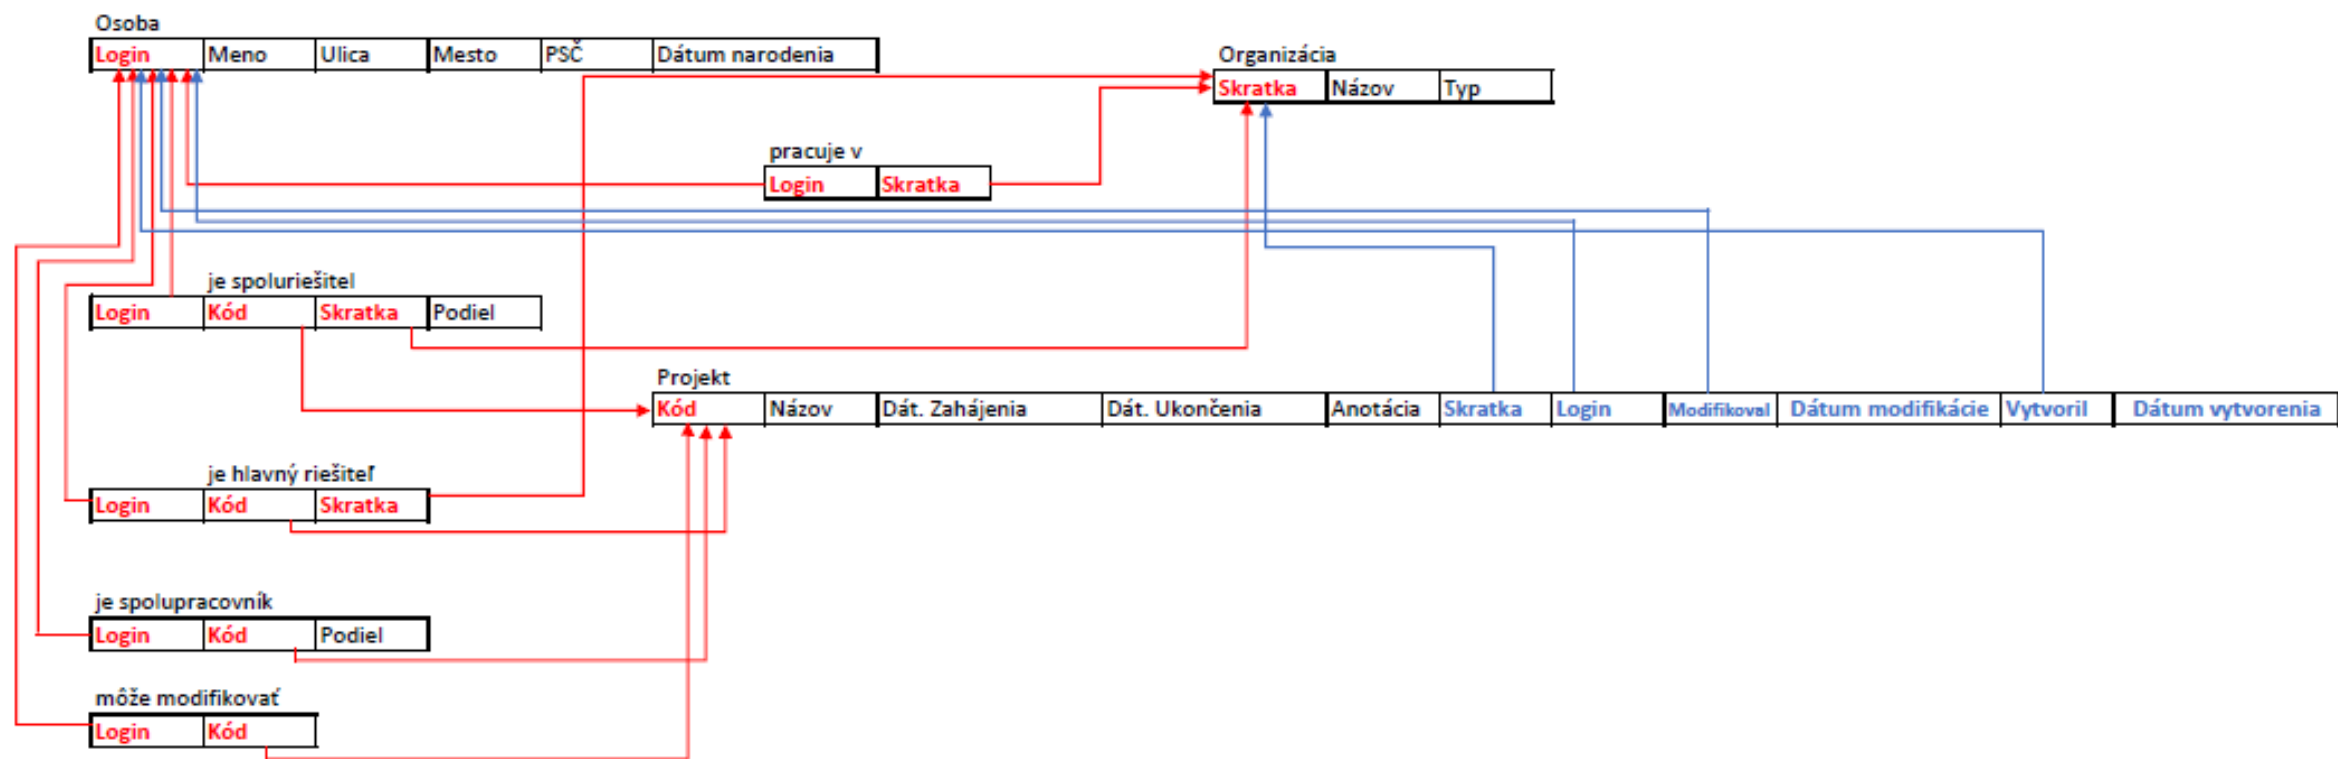 Osoba
Login Meno Ulica Mesto PSČ Dátum narodenia
Organizácia
Skratka Názov Typ
pracuje v
Login Skratka
je spoluriešitel
Login Kód Skratka Podiel
Projekt
Kód Názov Dát. Zahájenia Dát. Ukončenia Anotácia Skratka Login Modifikoval Dátum modifikácie Vytvoril Dátum vytvorenia
je hlavný riešiteľ
Login Kód Skratka
je spolupracovník
Login Kód Podiel
môže modifikovať
Login Kód